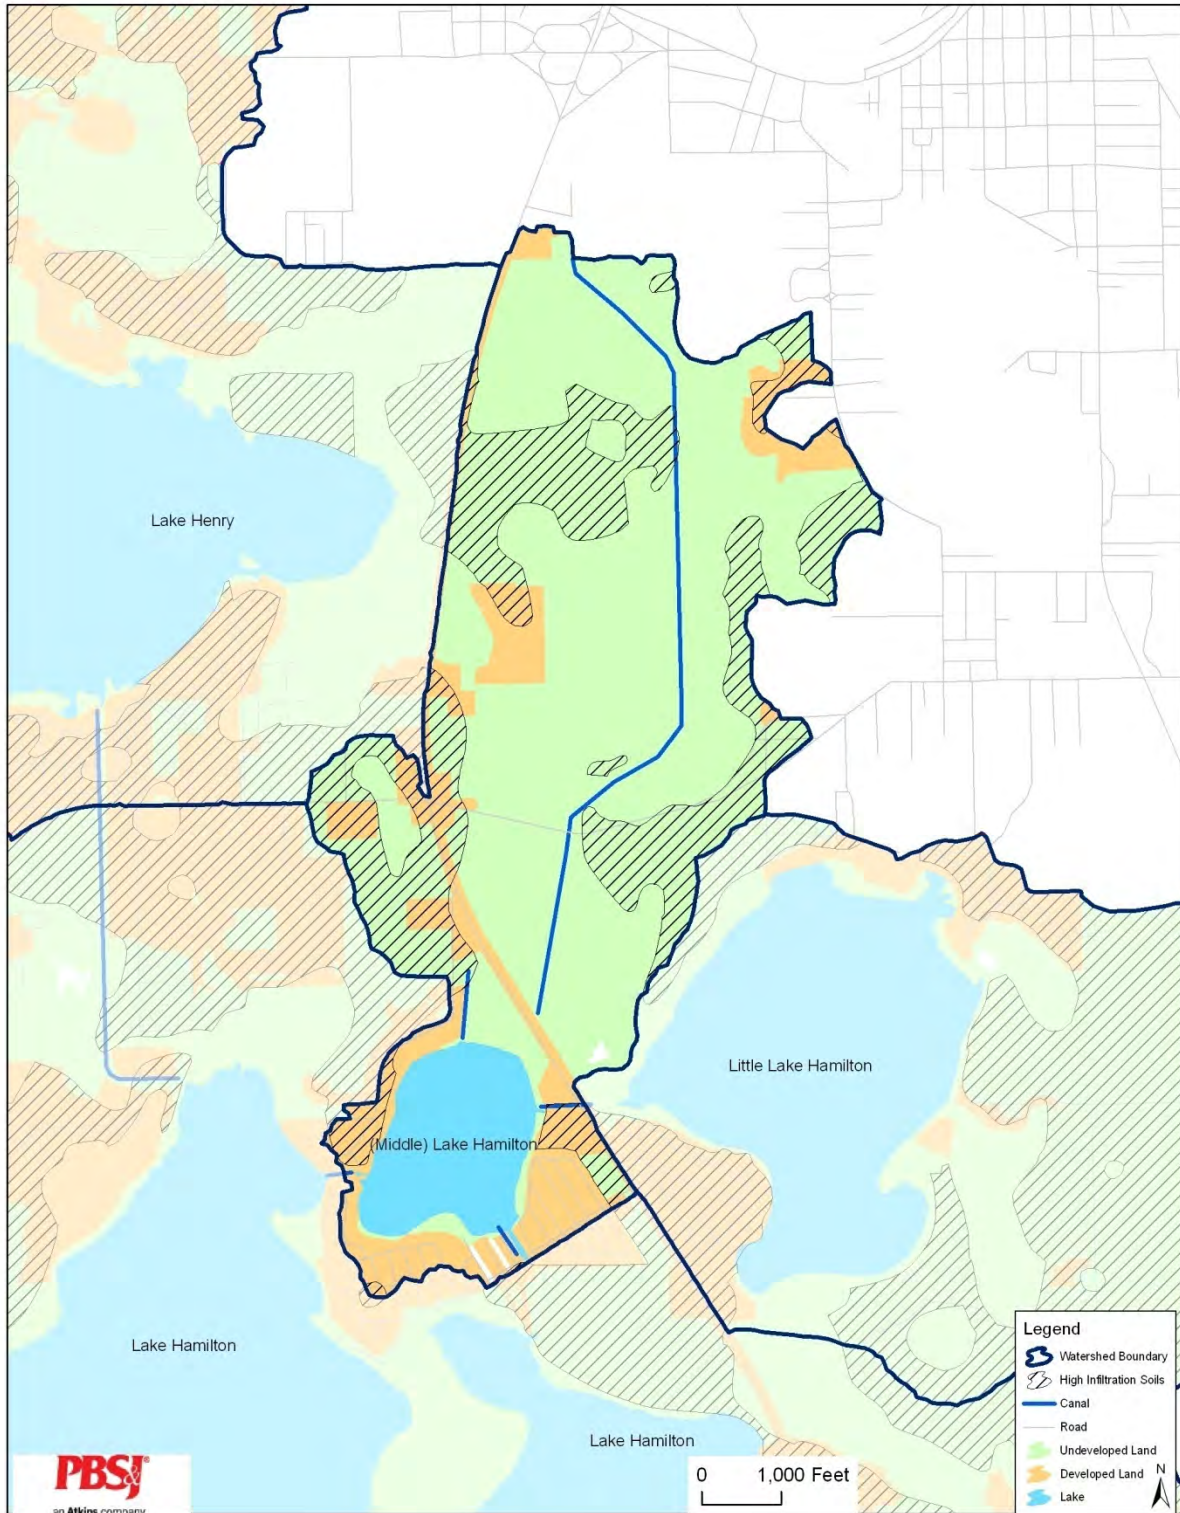 Lake Henry
Little Lake Hamilton
(Middle) Lake Hamilton
Lake Hamilton
Lake Hamilton
Legend
Watershed Boundary
High Infiltration Soils
Canal
Road
Undeveloped Land
Developed Land
Lake
N
0 1,000 Feet
PBS&J®
an Atkins company